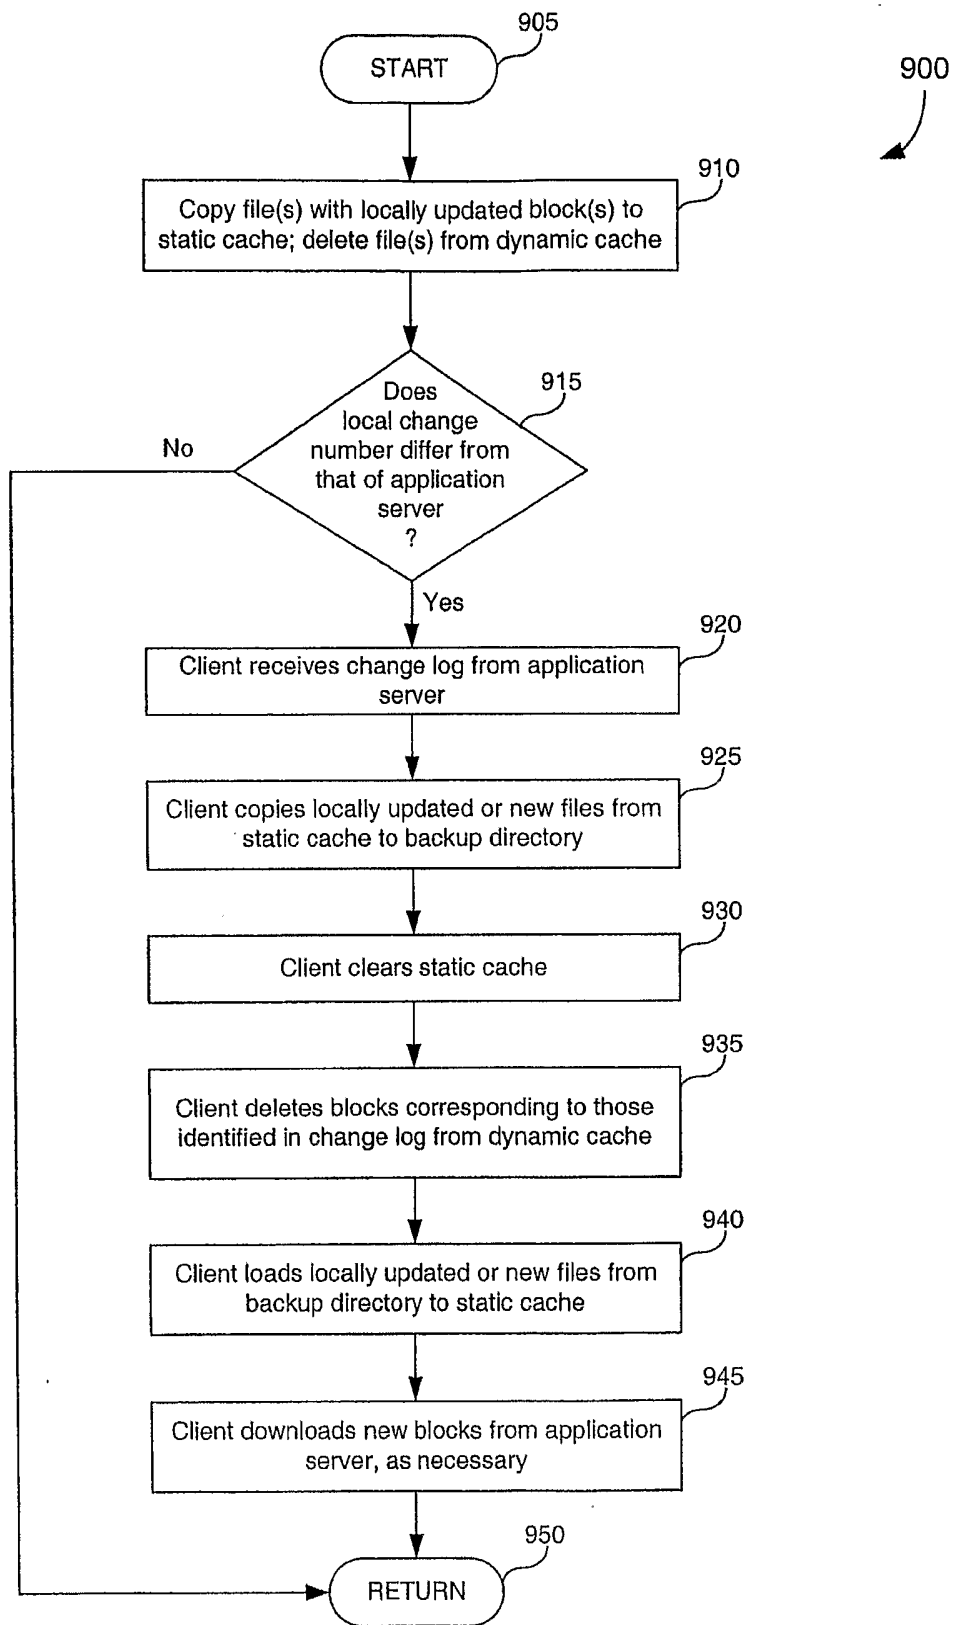 905
START
900
910
Copy file(s) with locally updated block(s) to
static cache; delete file(s) from dynamic cache
915
Does
local change
number differ from
that of application
server
?
No
Yes
920
Client receives change log from application
server
925
Client copies locally updated or new files from
static cache to backup directory
930
Client clears static cache
935
Client deletes blocks corresponding to those
identified in change log from dynamic cache
940
Client loads locally updated or new files from
backup directory to static cache
945
Client downloads new blocks from application
server, as necessary
950
RETURN